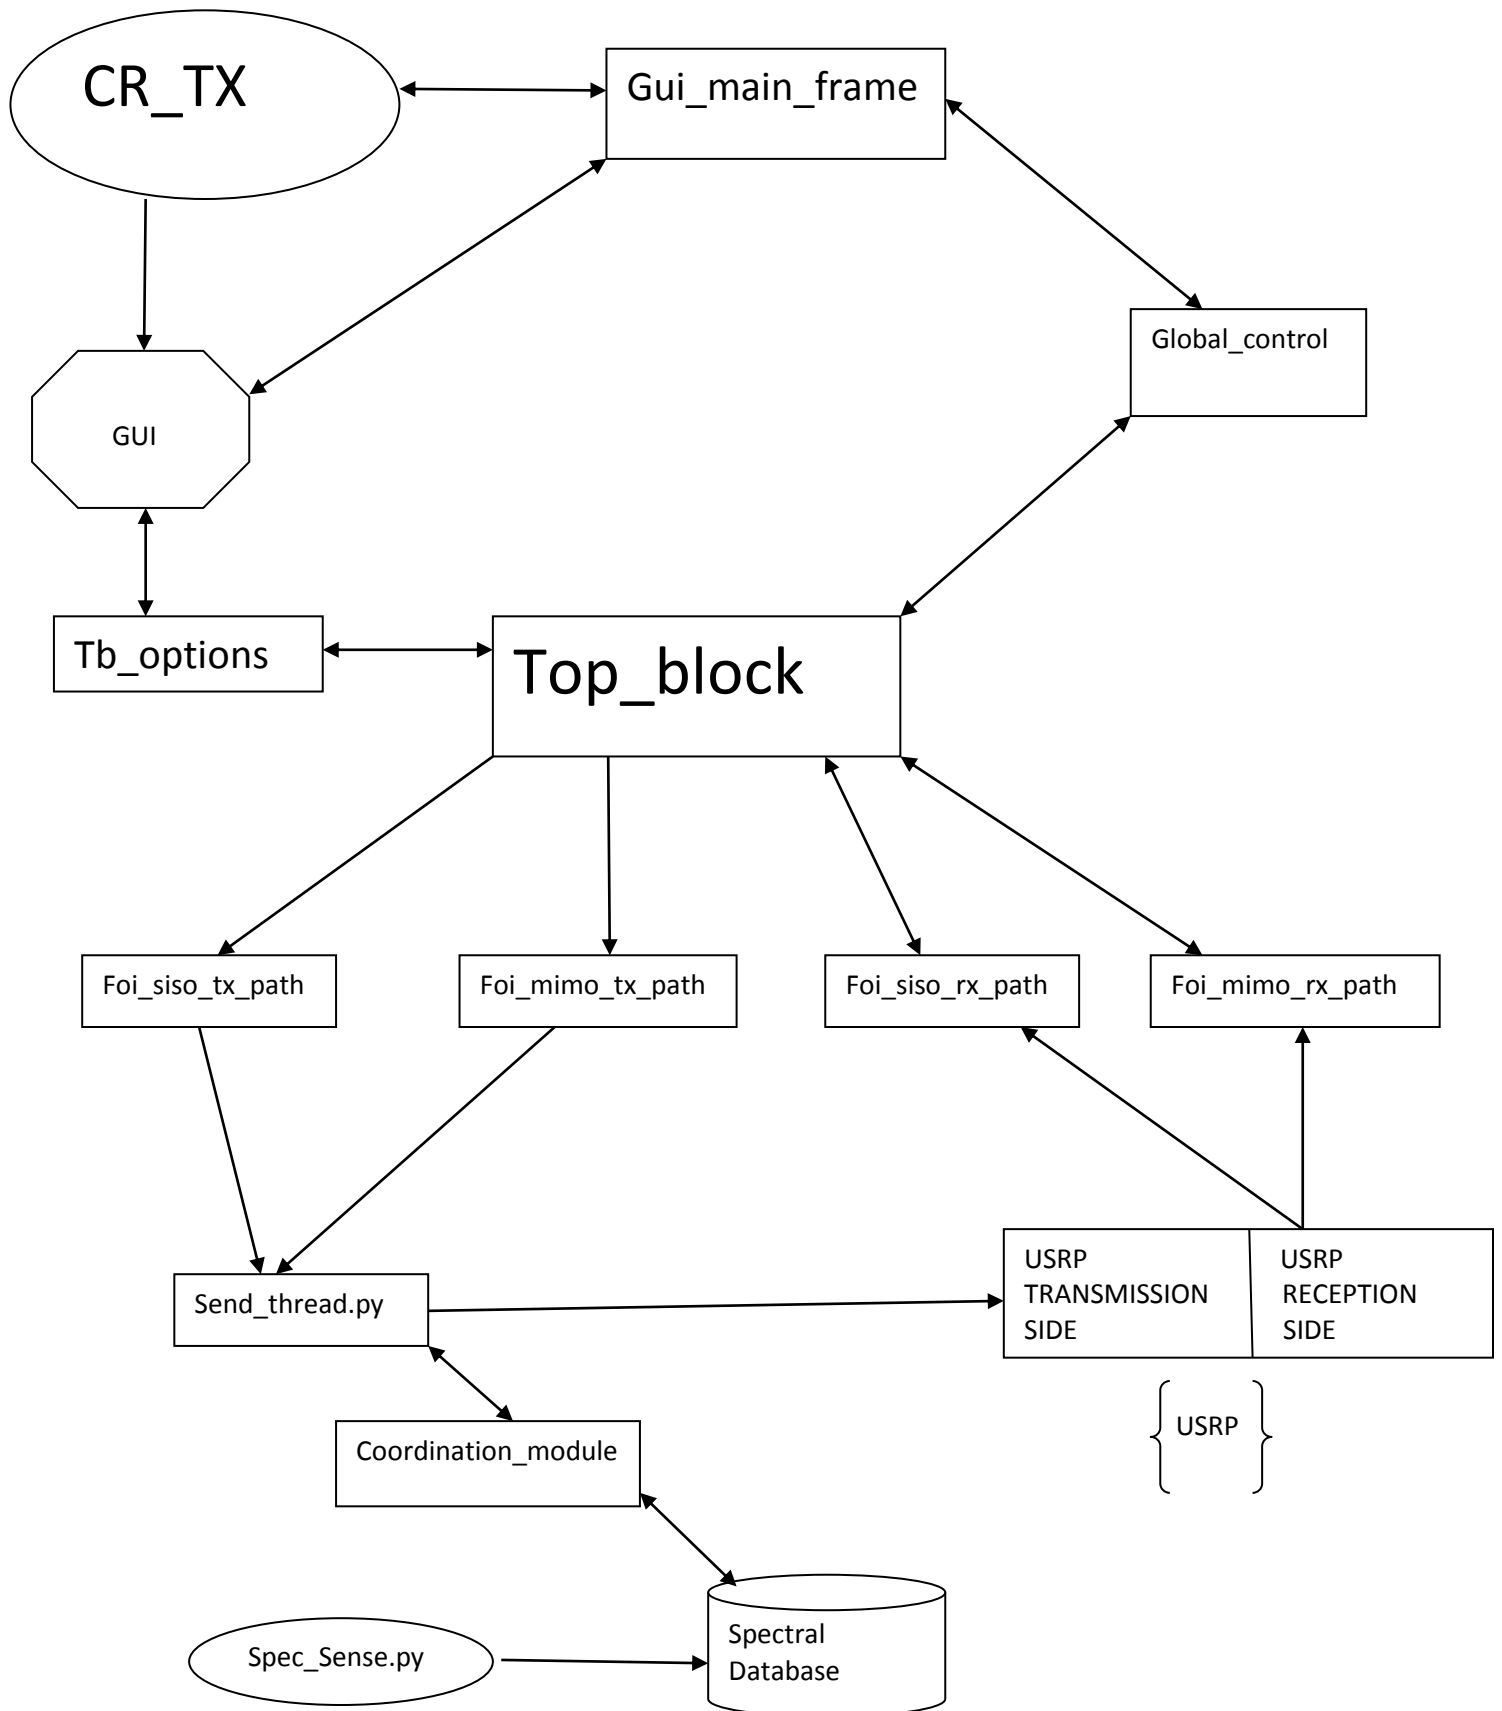 CR_TX
Gui_main_frame
Global_control
GUI
Tb_options
Top_block
Foi_siso_tx_path
Foi_mimo_tx_path
Foi_siso_rx_path
Foi_mimo_rx_path
Send_thread.py
USRP
TRANSMISSION
SIDE
USRP
RECEPTION
SIDE
USRP
Coordination_module
Spec_Sense.py
Spectral
Database